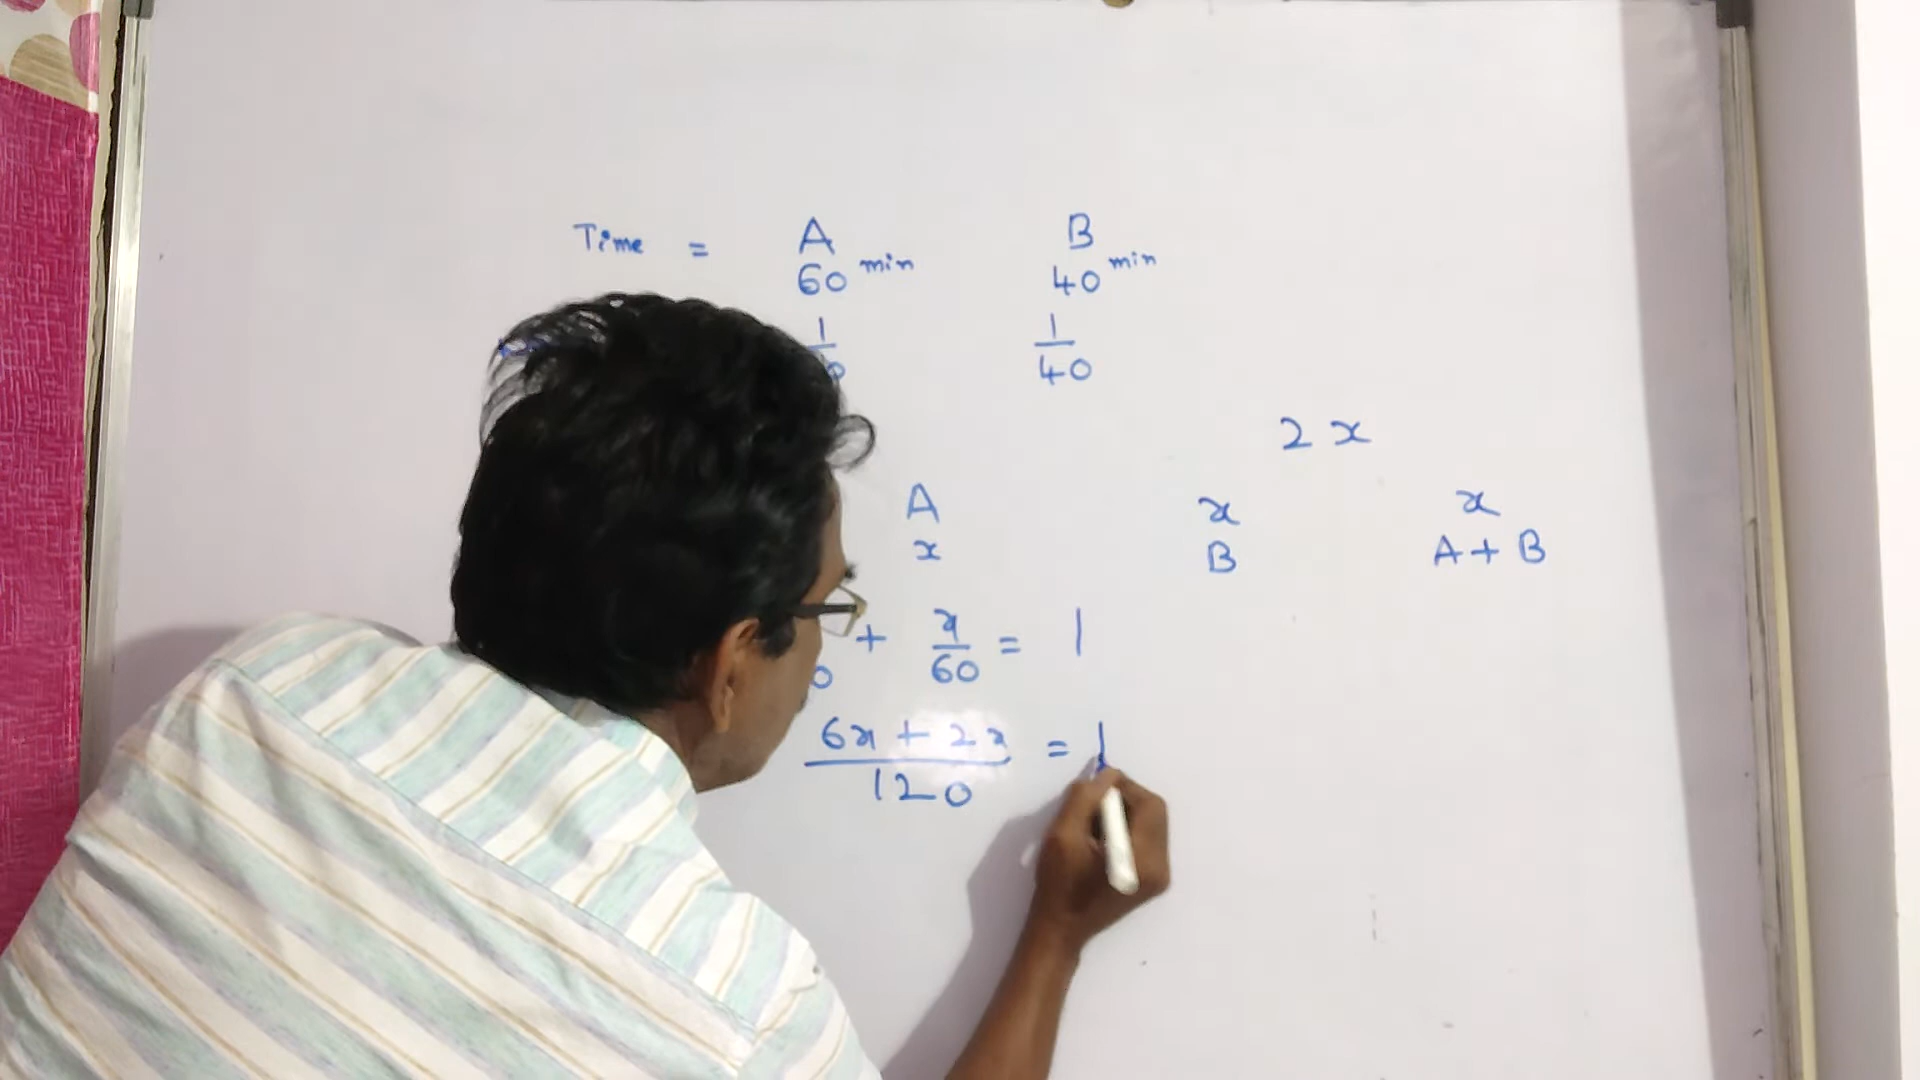 Time = A B
60 min 40 min
1 1
40
2x
A x x
x B A + B
+ x/60 = 1
6x + 2x / 120 = 1